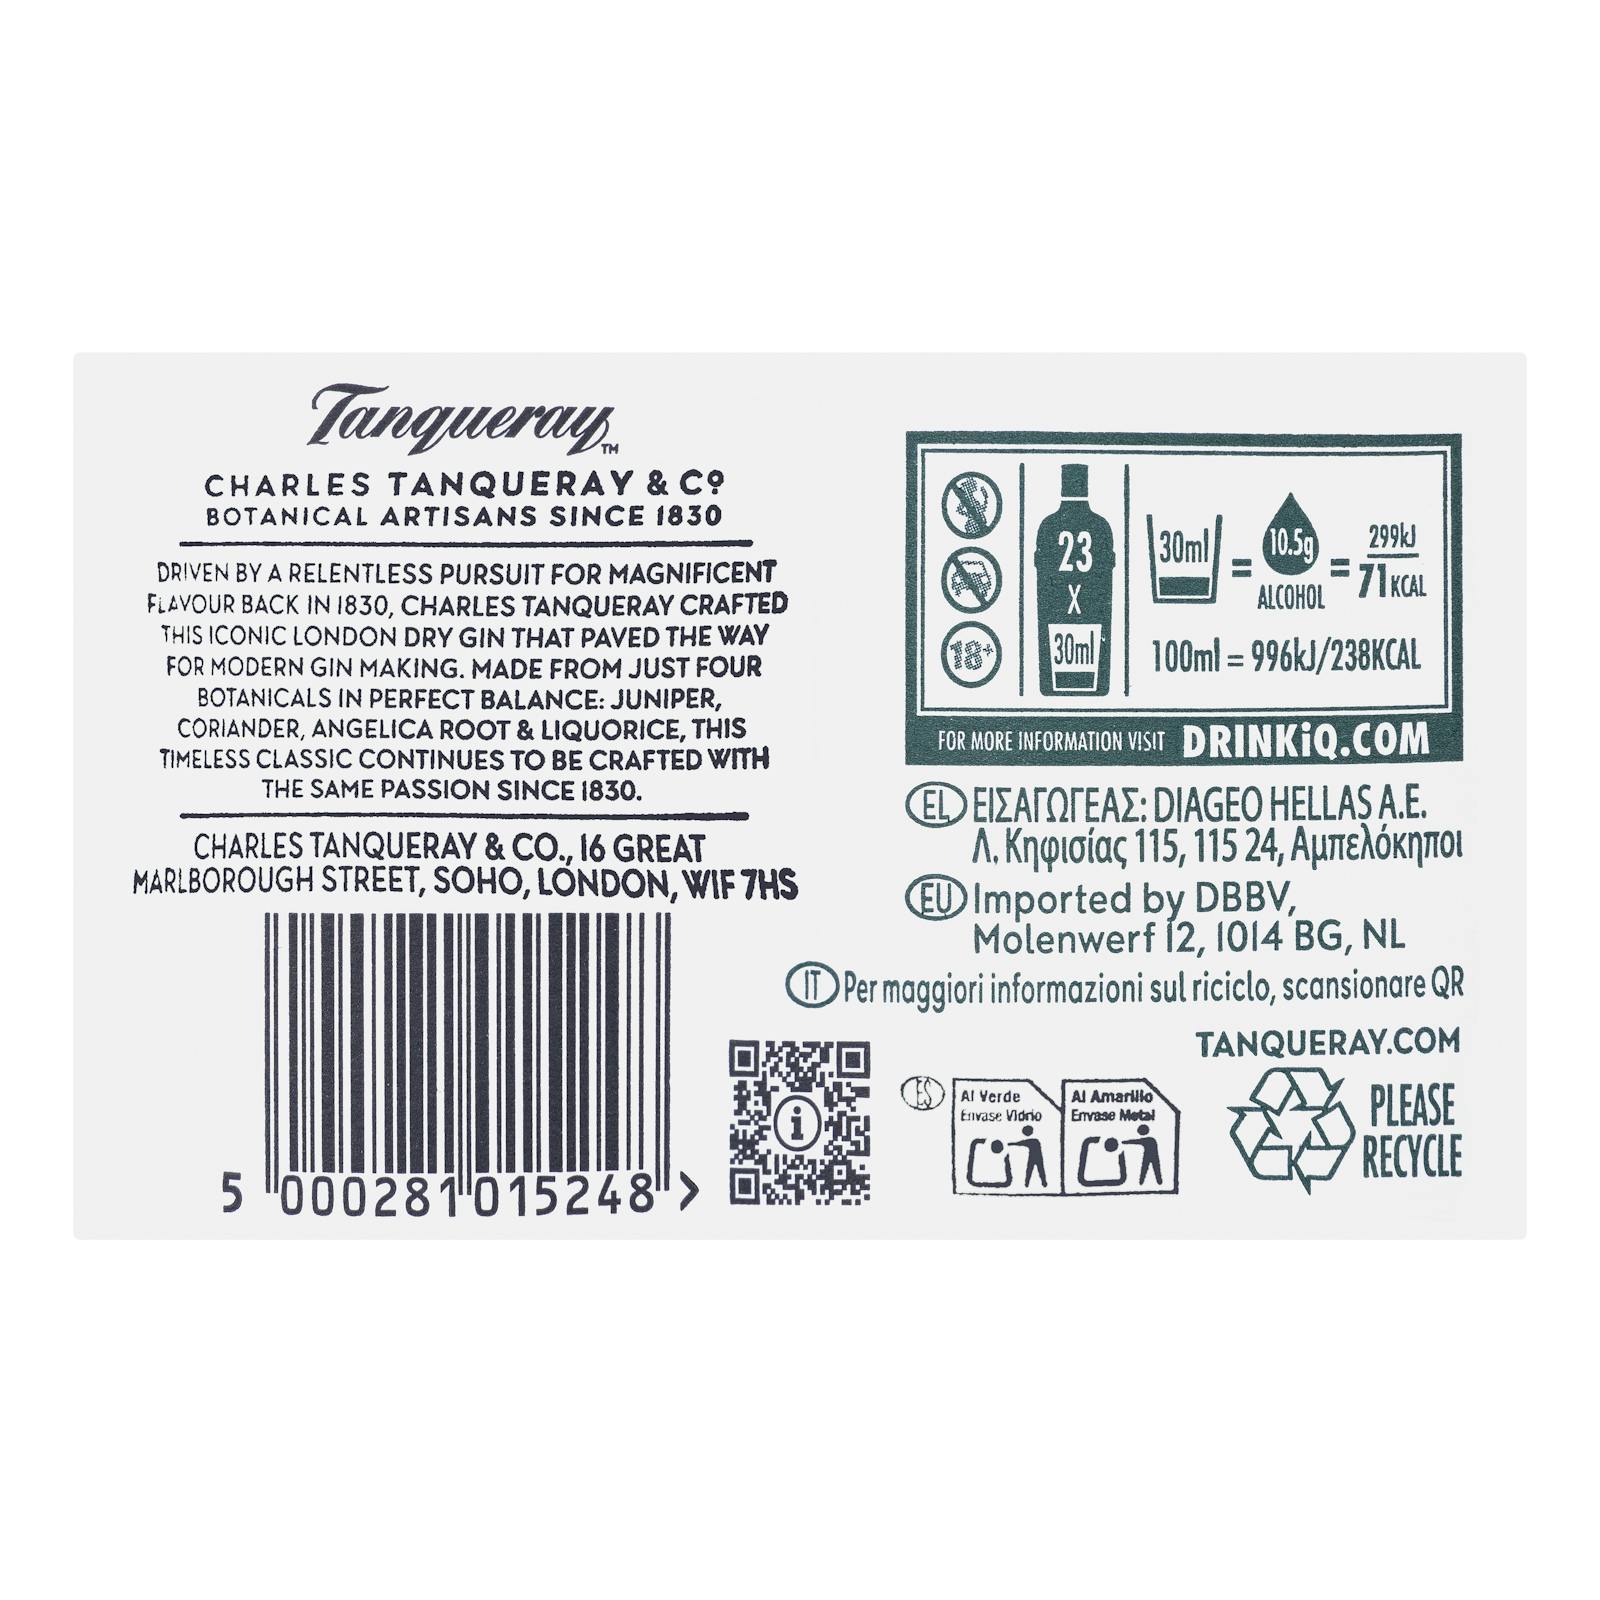 Tanqueray™
CHARLES TANQUERAY & Cº
BOTANICAL ARTISANS SINCE 1830
DRIVEN BY A RELENTLESS PURSUIT FOR MAGNIFICENT
FLAVOUR BACK IN 1830, CHARLES TANQUERAY CRAFTED
THIS ICONIC LONDON DRY GIN THAT PAVED THE WAY
FOR MODERN GIN MAKING. MADE FROM JUST FOUR
BOTANICALS IN PERFECT BALANCE: JUNIPER,
CORIANDER, ANGELICA ROOT & LIQUORICE, THIS
TIMELESS CLASSIC CONTINUES TO BE CRAFTED WITH
THE SAME PASSION SINCE 1830.
CHARLES TANQUERAY & CO., 16 GREAT
MARLBOROUGH STREET, SOHO, LONDON, W1F 7HS
5 000281 015248 >
18+
23
X
30ml
30ml = 10.5g ALCOHOL = 299kJ
71KCAL
100ml = 996kJ/238KCAL
FOR MORE INFORMATION VISIT DRINKiQ.COM
EL ΕΙΣΑΓΩΓΕΑΣ: DIAGEO HELLAS A.E.
Λ. Κηφισίας 115, 115 24, Αμπελόκηποι
EU Imported by DBBV,
Molenwerf 12, 1014 BG, NL
IT Per maggiori informazioni sul riciclo, scansionare QR
TANQUERAY.COM
i
ES
Al Verde
Envase Vidrio
Al Amarillo
Envase Metal
PLEASE
RECYCLE